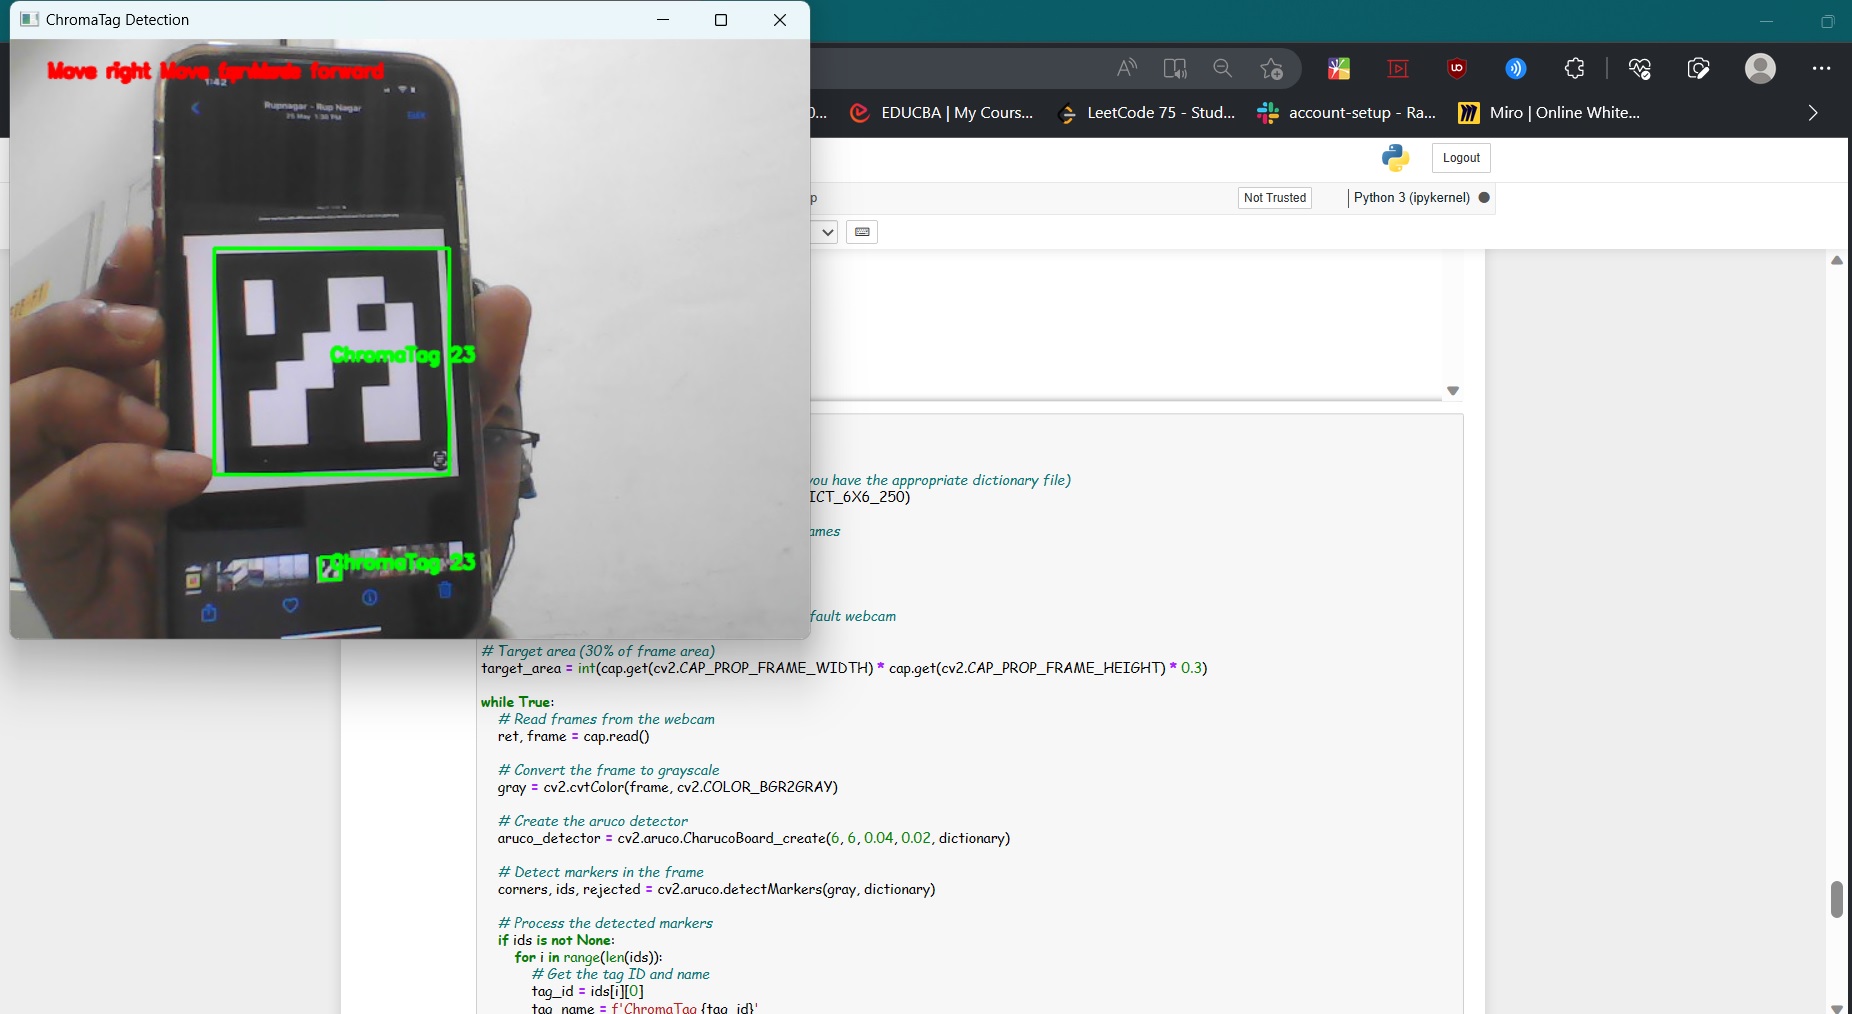 ChromaTag Detection
Move right Move forward
1:42
Rupnagar - Rup Nagar
25 May 1:30 PM
Edit
ChromaTag 23
ChromaTag 23
0...
EDUCBA | My Cours...
LeetCode 75 - Stud...
account-setup - Ra...
Miro | Online White...
Logout
p
Not Trusted
Python 3 (ipykernel)
you have the appropriate dictionary file)
ICT_6X6_250)
ames
fault webcam
# Target area (30% of frame area)
target_area = int(cap.get(cv2.CAP_PROP_FRAME_WIDTH) * cap.get(cv2.CAP_PROP_FRAME_HEIGHT) * 0.3)
while True:
# Read frames from the webcam
ret, frame = cap.read()
# Convert the frame to grayscale
gray = cv2.cvtColor(frame, cv2.COLOR_BGR2GRAY)
# Create the aruco detector
aruco_detector = cv2.aruco.CharucoBoard_create(6, 6, 0.04, 0.02, dictionary)
# Detect markers in the frame
corners, ids, rejected = cv2.aruco.detectMarkers(gray, dictionary)
# Process the detected markers
if ids is not None:
for i in range(len(ids)):
# Get the tag ID and name
tag_id = ids[i][0]
tag_name = f'ChromaTag {tag_id}'